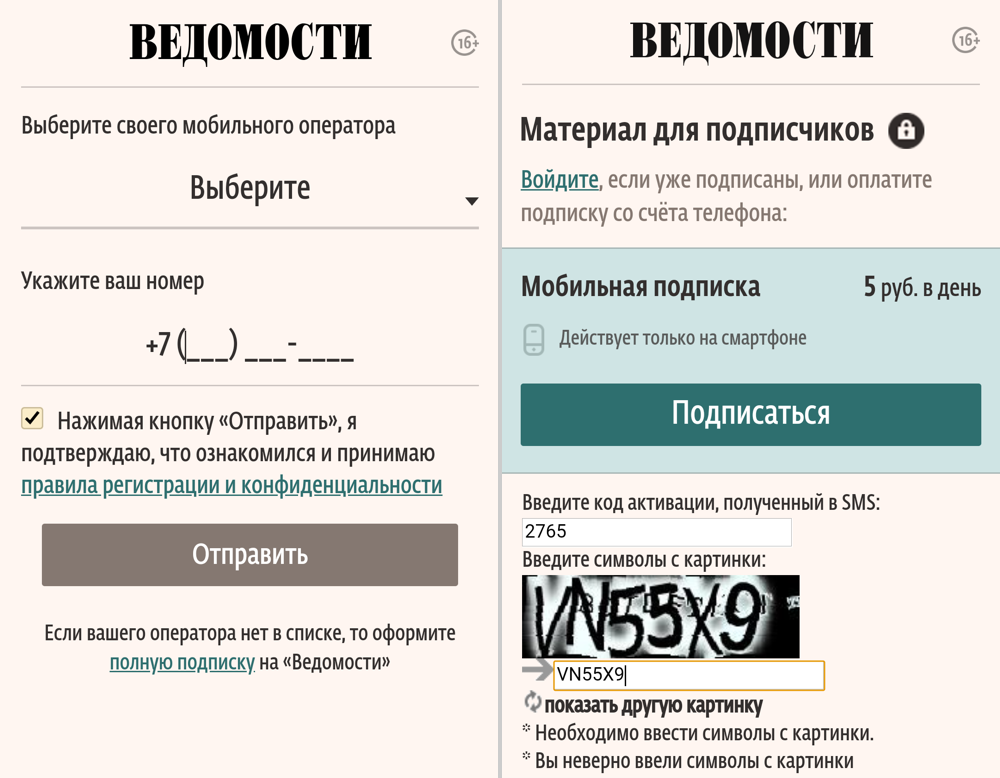 ВЕДОМОСТИ
16+
Выберите своего мобильного оператора
Выберите
Укажите ваш номер
+7 (___) ___-____
Нажимая кнопку «Отправить», я
подтверждаю, что ознакомился и принимаю
правила регистрации и конфиденциальности
Отправить
Если вашего оператора нет в списке, то оформите
полную подписку на «Ведомости»
ВЕДОМОСТИ
16+
Материал для подписчиков
Войдите, если уже подписаны, или оплатите
подписку со счёта телефона:
Мобильная подписка 5 руб. в день
Действует только на смартфоне
Подписаться
Введите код активации, полученный в SMS:
2765
Введите символы с картинки:
VN55X9
VN55X9
показать другую картинку
* Необходимо ввести символы с картинки.
* Вы неверно ввели символы с картинки